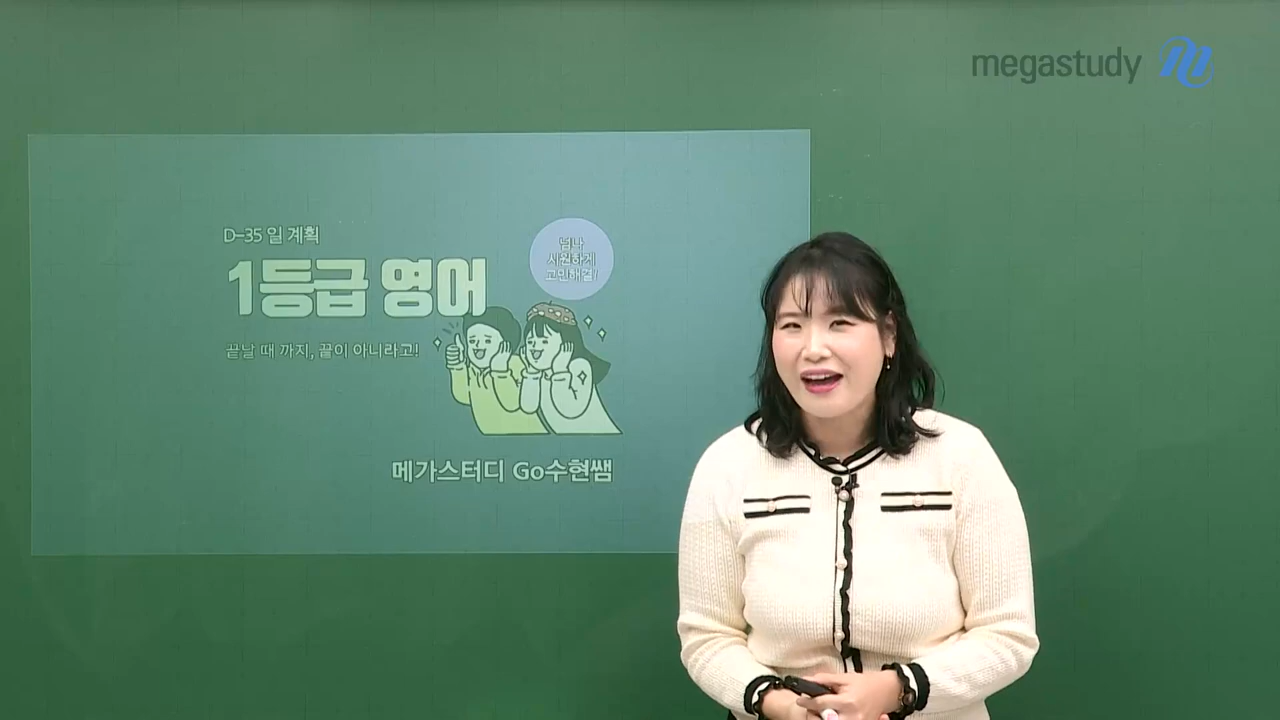 megastudy
D-35 일 계획
1등급 영어
넘나
시원하게
고민해결!
끝날 때 까지, 끝이 아니라고!
메가스터디 Go수현쌤